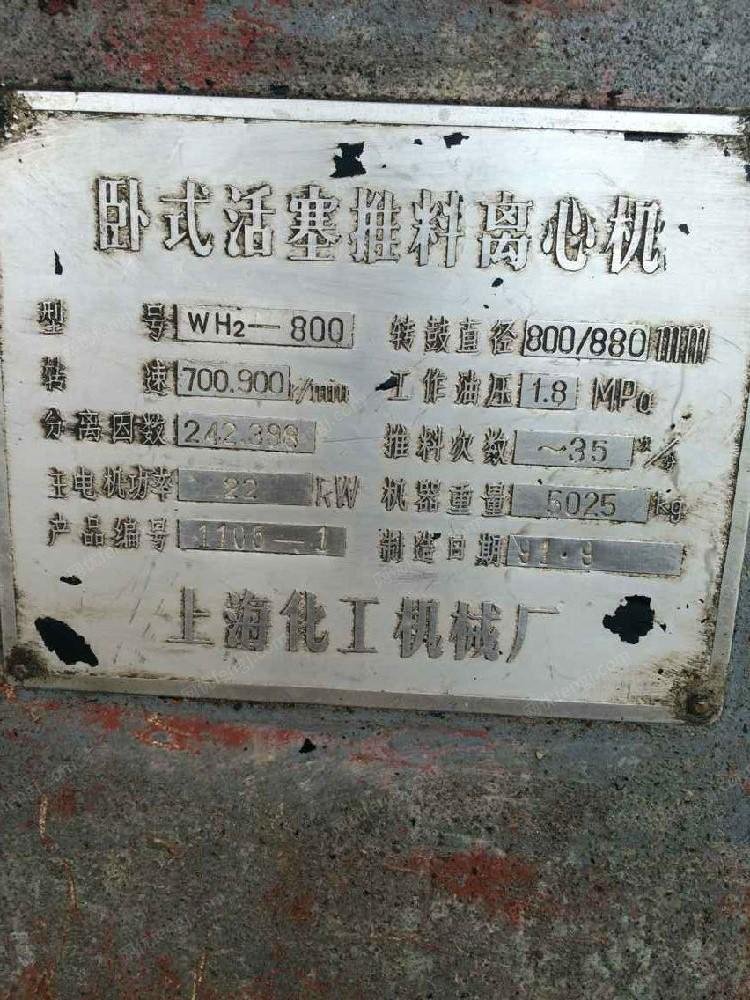 卧式活塞推料离心机
型 号 WH2—800 转鼓直径 800/880 mm
转 速 700.900 r/min 工作油压 1.8 MPa
分离因数 242.398 推料次数 ~35
主电机功率 22 KW 机器重量 5025 kg
产品编号 1106—1 制造日期 91·9
上海化工机械厂